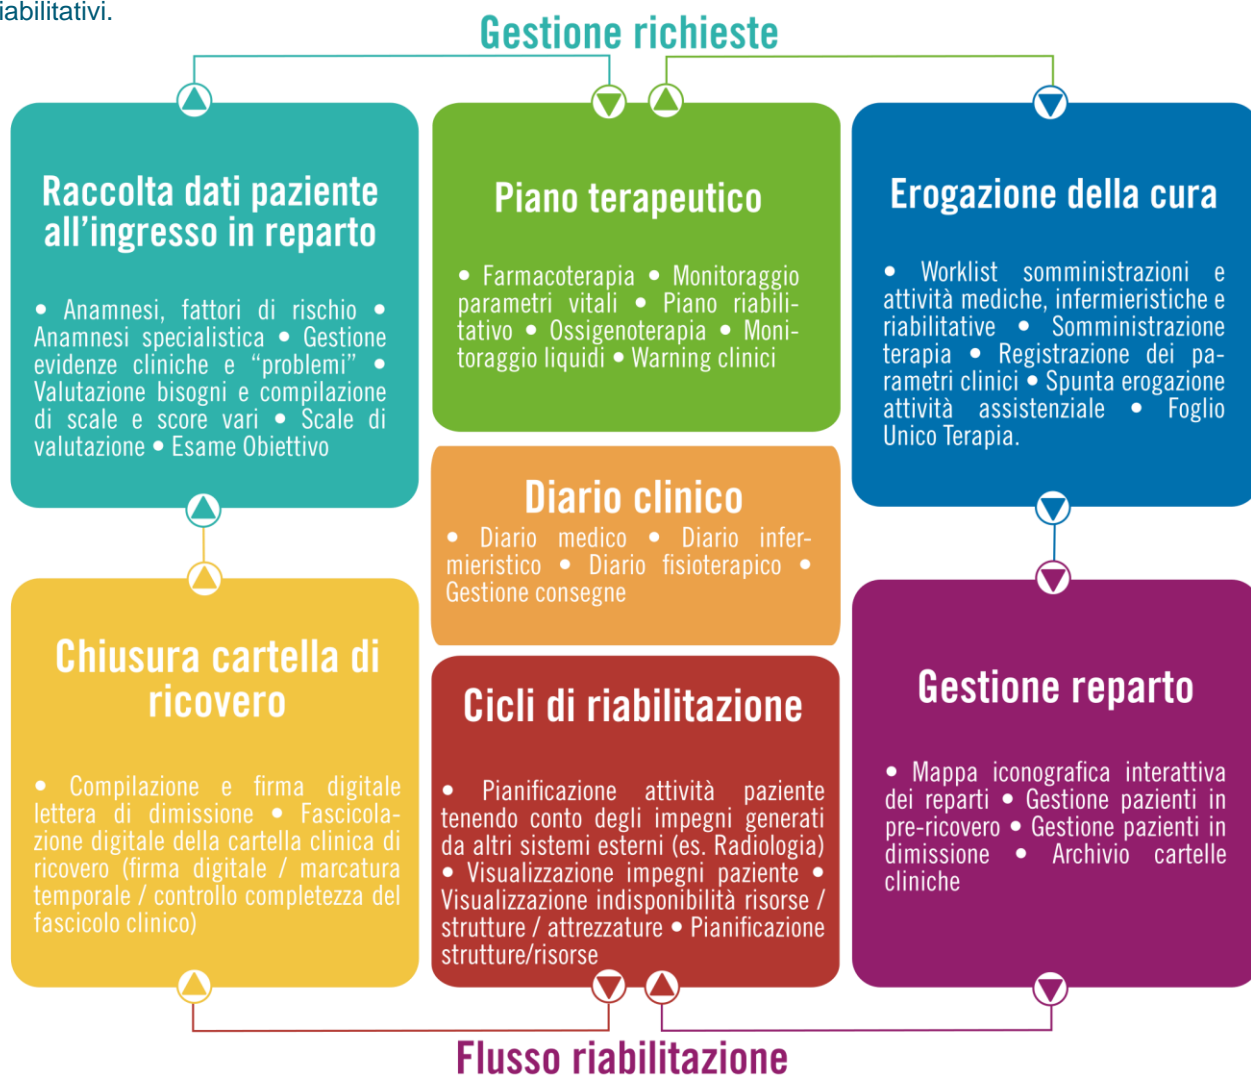 iabilitativi.
Gestione richieste
Raccolta dati paziente
all'ingresso in reparto
• Anamnesi, fattori di rischio •
Anamnesi specialistica • Gestione
evidenze cliniche e “problemi” •
Valutazione bisogni e compilazione
di scale e score vari • Scale di
valutazione • Esame Obiettivo
Piano terapeutico
• Farmacoterapia • Monitoraggio
parametri vitali • Piano riabili-
tativo • Ossigenoterapia • Moni-
toraggio liquidi • Warning clinici
Erogazione della cura
• Worklist somministrazioni e
attività mediche, infermieristiche e
riabilitative • Somministrazione
terapia • Registrazione dei pa-
rametri clinici • Spunta erogazione
attività assistenziale • Foglio
Unico Terapia.
Diario clinico
• Diario medico • Diario infer-
mieristico • Diario fisioterapico •
Gestione consegne
Chiusura cartella di
ricovero
• Compilazione e firma digitale
lettera di dimissione • Fascicola-
zione digitale della cartella clinica di
ricovero (firma digitale / marcatura
temporale / controllo completezza del
fascicolo clinico)
Cicli di riabilitazione
• Pianificazione attività paziente
tenendo conto degli impegni generati
da altri sistemi esterni (es. Radiologia)
• Visualizzazione impegni paziente •
Visualizzazione indisponibilità risorse /
strutture / attrezzature • Pianificazione
strutture/risorse
Gestione reparto
• Mappa iconografica interattiva
dei reparti • Gestione pazienti in
pre-ricovero • Gestione pazienti in
dimissione • Archivio cartelle
cliniche
Flusso riabilitazione